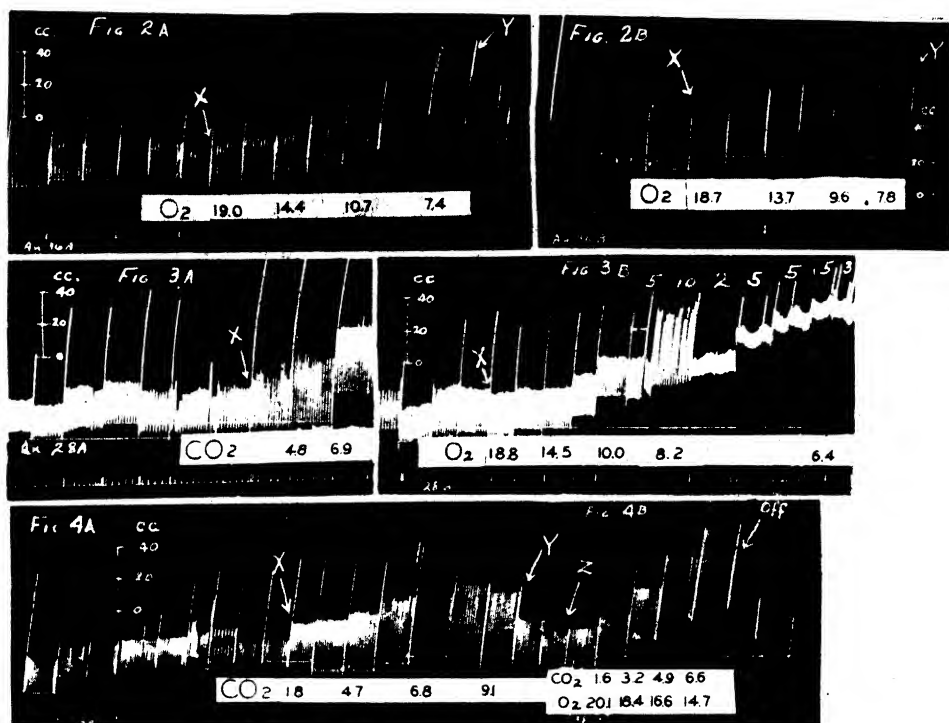 CC. FIG 2A
40
20
0
X
Y
O2 19.0 14.4 10.7 7.4
FIG. 2B
X
Y
CC
20
0
O2 18.7 13.7 9.6 7.8
CC. FIG 3A
40
20
0
X
28A
CO2 4.8 6.9
CC FIG 3B 5 10 2 5 5 5 3
40
20
0
X
O2 18.8 14.5 10.0 8.2 6.4
FIG 4A CC
40
20
0
X
FIG 4B
Y
Z
Off
CO2 1.8 4.7 6.8 9.1
CO2 1.6 3.2 4.9 6.6
O2 20.1 18.4 16.6 14.7